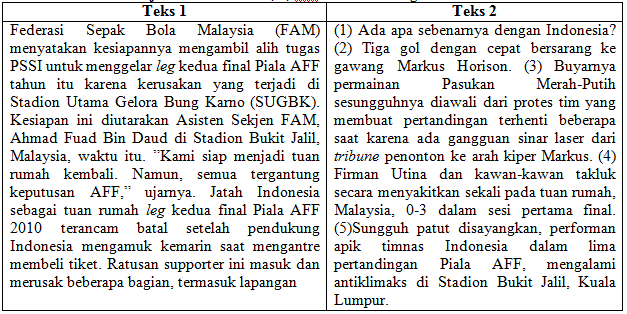 Teks 1
Federasi Sepak Bola Malaysia (FAM)
menyatakan kesiapannya mengambil alih tugas
PSSI untuk menggelar leg kedua final Piala AFF
tahun itu karena kerusakan yang terjadi di
Stadion Utama Gelora Bung Karno (SUGBK).
Kesiapan ini diutarakan Asisten Sekjen FAM,
Ahmad Fuad Bin Daud di Stadion Bukit Jalil,
Malaysia, waktu itu. ”Kami siap menjadi tuan
rumah kembali. Namun, semua tergantung
keputusan AFF,” ujarnya. Jatah Indonesia
sebagai tuan rumah leg kedua final Piala AFF
2010 terancam batal setelah pendukung
Indonesia mengamuk kemarin saat mengantre
membeli tiket. Ratusan supporter ini masuk dan
merusak beberapa bagian, termasuk lapangan
Teks 2
(1) Ada apa sebenarnya dengan Indonesia?
(2) Tiga gol dengan cepat bersarang ke
gawang Markus Horison. (3) Buyarnya
permainan Pasukan Merah-Putih
sesungguhnya diawali dari protes tim yang
membuat pertandingan terhenti beberapa
saat karena ada gangguan sinar laser dari
tribune penonton ke arah kiper Markus. (4)
Firman Utina dan kawan-kawan takluk
secara menyakitkan sekali pada tuan rumah,
Malaysia, 0-3 dalam sesi pertama final.
(5)Sungguh patut disayangkan, performan
apik timnas Indonesia dalam lima
pertandingan Piala AFF, mengalami
antiklimaks di Stadion Bukit Jalil, Kuala
Lumpur.